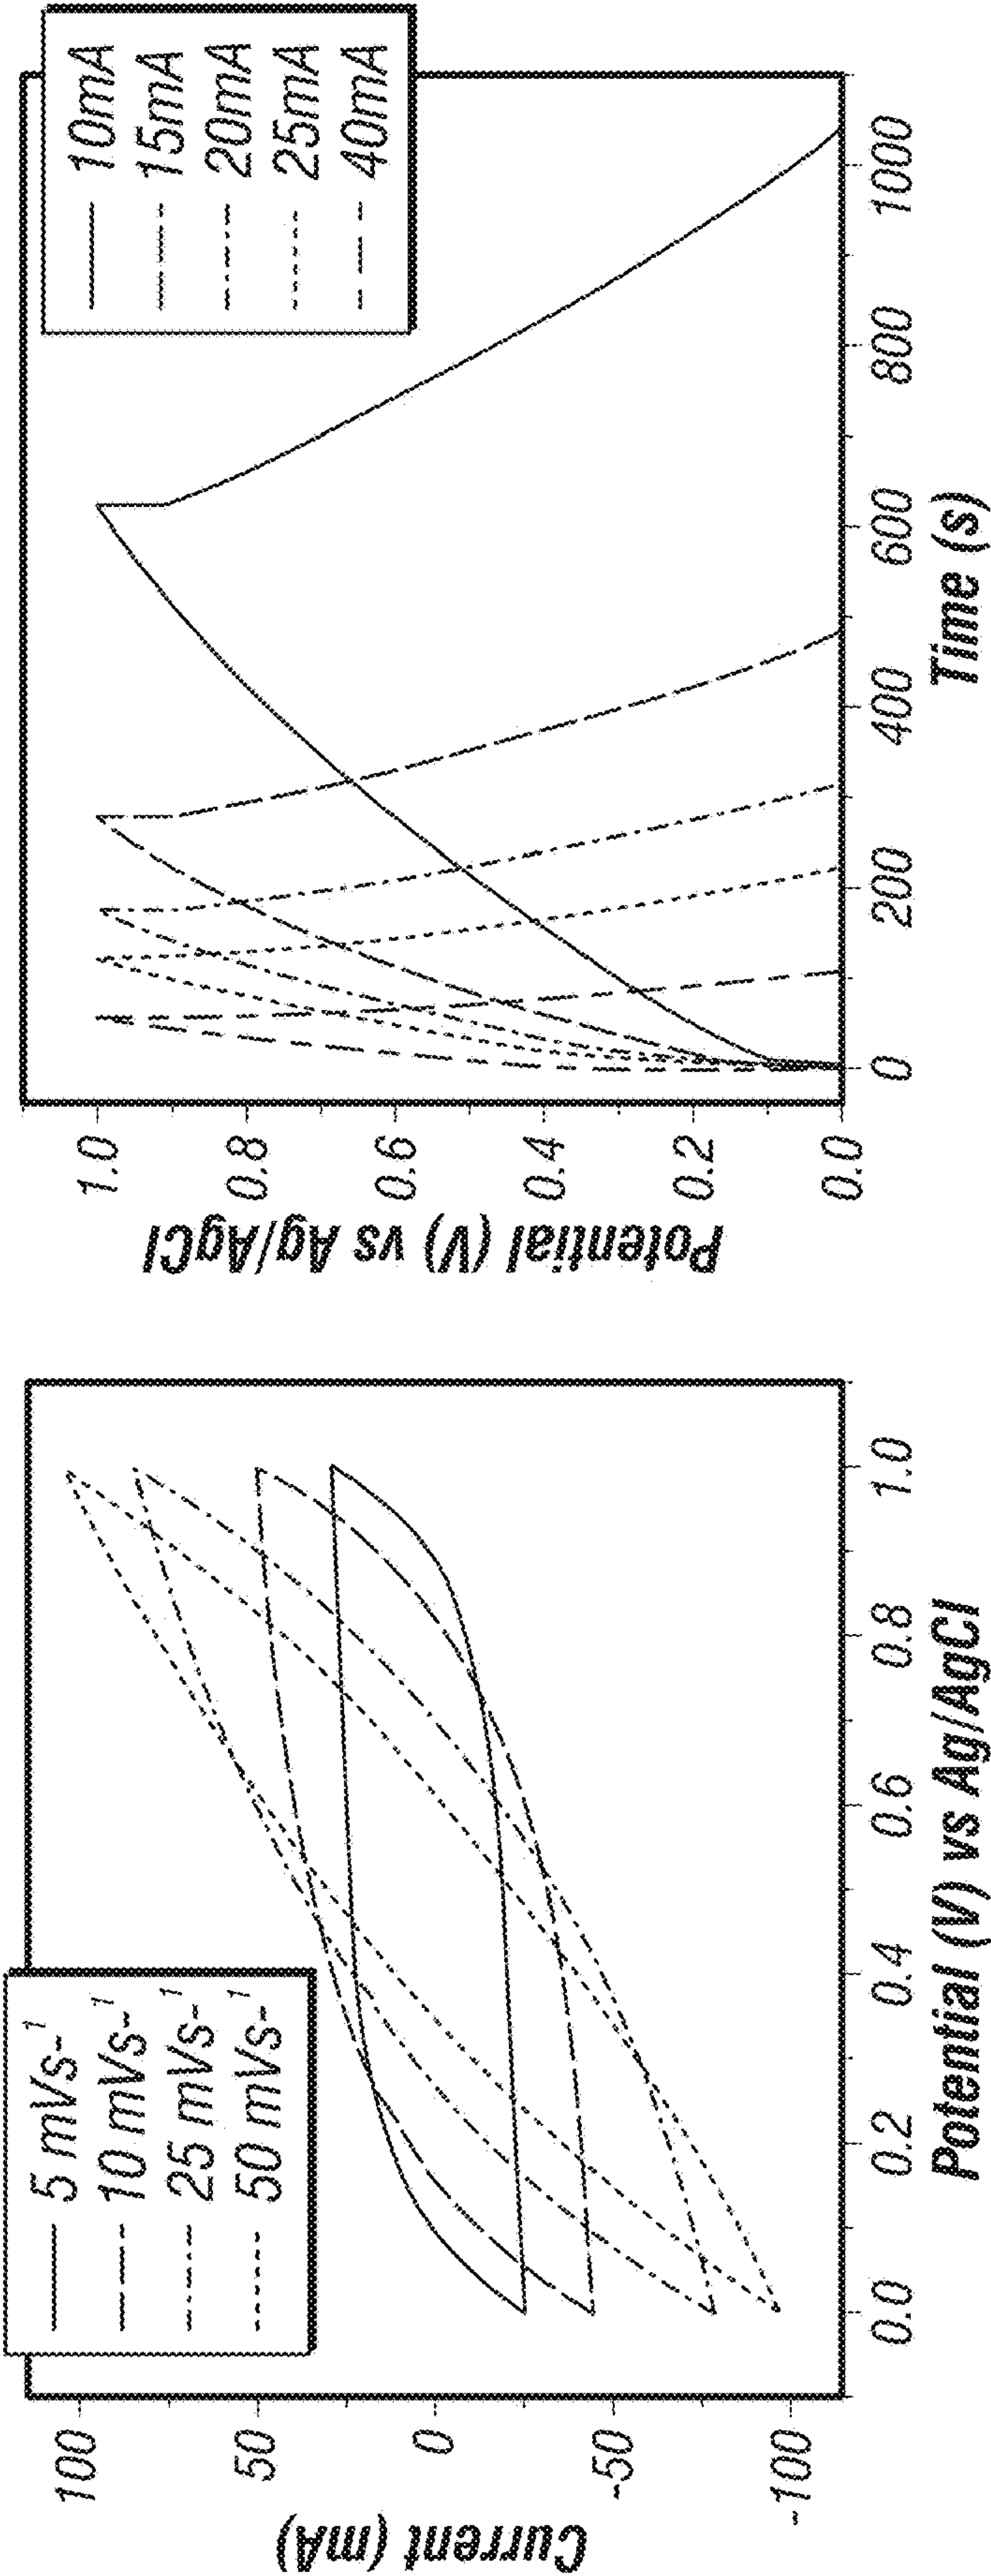 5 mVs-¹
10 mVs-¹
25 mVs-¹
50 mVs-¹
Current (mA)
100
50
0
-50
-100
0.0
0.2
0.4
0.6
0.8
1.0
Potential (V) vs Ag/AgCl
10mA
15mA
20mA
25mA
40mA
Potential (V) vs Ag/AgCl
1.0
0.8
0.6
0.4
0.2
0.0
0
200
400
600
800
1000
Time (s)